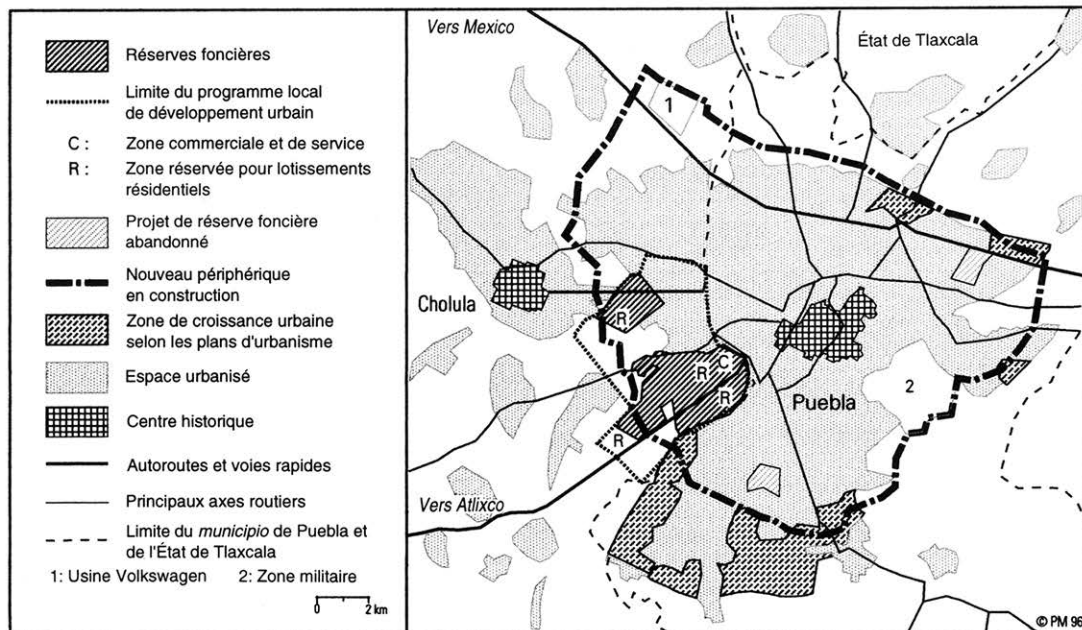 Réserves foncières
Limite du programme local
de développement urbain
C : Zone commerciale et de service
R : Zone réservée pour lotissements
résidentiels
Projet de réserve foncière
abandonné
Nouveau périphérique
en construction
Zone de croissance urbaine
selon les plans d'urbanisme
Espace urbanisé
Centre historique
Autoroutes et voies rapides
Principaux axes routiers
Limite du municipio de Puebla et
de l'État de Tlaxcala
1: Usine Volkswagen 2: Zone militaire
0 2 km
Vers Mexico
État de Tlaxcala
1
Cholula
R
C
R
R
Puebla
2
R
Vers Atlixco
© PM 96